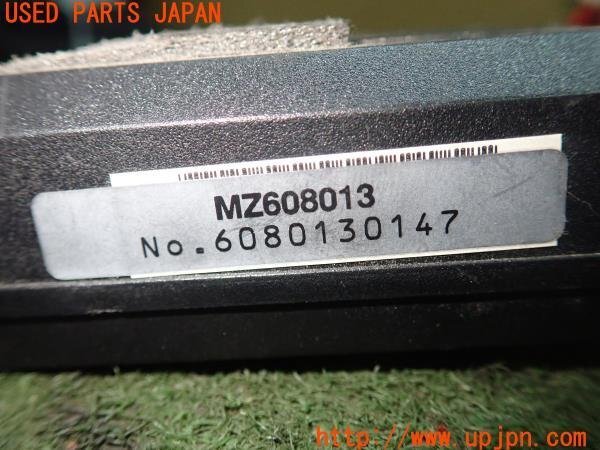 USED PARTS JAPAN
MZ608013
No.6080130147
http://www.upjpn.com